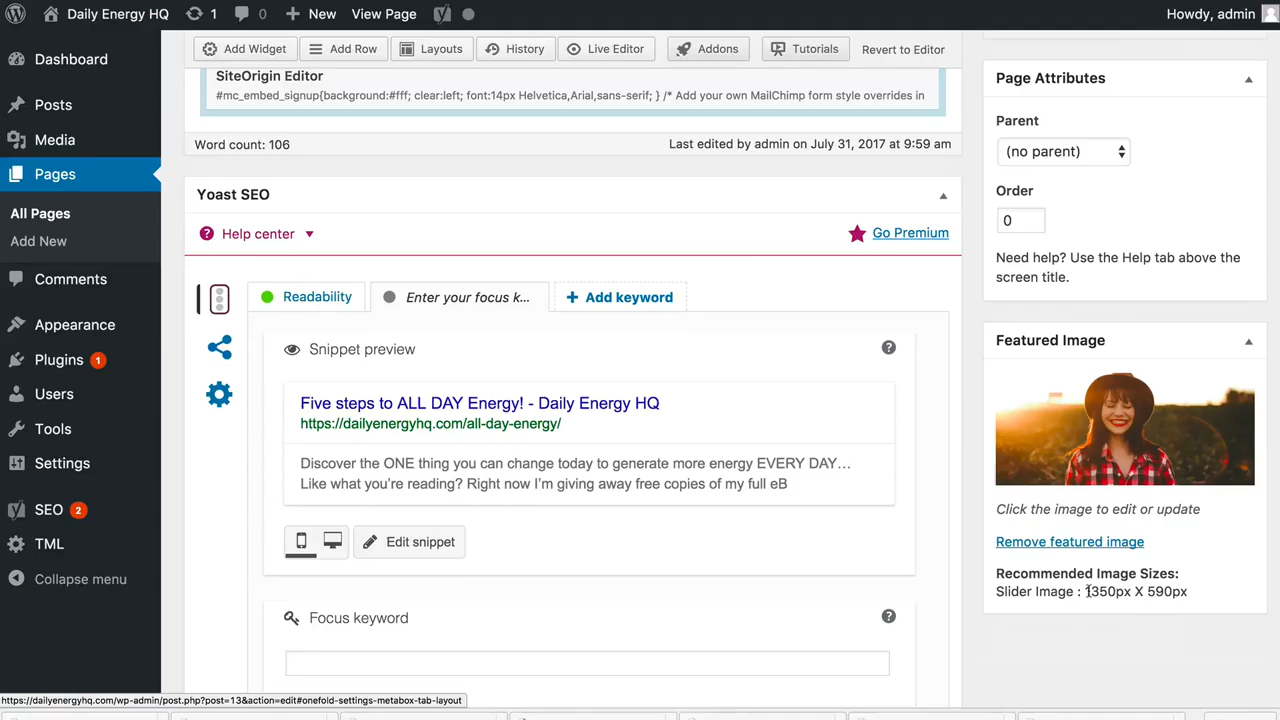 Daily Energy HQ 1 0 New View Page Howdy, admin
Dashboard
Posts
Media
Pages
All Pages
Add New
Comments
Appearance
Plugins 1
Users
Tools
Settings
SEO 2
TML
Collapse menu
Add Widget Add Row Layouts History Live Editor Addons Tutorials Revert to Editor
SiteOrigin Editor
#mc_embed_signup{background:#fff; clear:left; font:14px Helvetica,Arial,sans-serif; } /* Add your own MailChimp form style overrides in
Word count: 106 Last edited by admin on July 31, 2017 at 9:59 am
Yoast SEO
Help center Go Premium
Readability Enter your focus k... Add keyword
Snippet preview
Five steps to ALL DAY Energy! - Daily Energy HQ
https://dailyenergyhq.com/all-day-energy/
Discover the ONE thing you can change today to generate more energy EVERY DAY…
Like what you're reading? Right now I'm giving away free copies of my full eB
Edit snippet
Focus keyword
Page Attributes
Parent
(no parent)
Order
0
Need help? Use the Help tab above the
screen title.
Featured Image
Click the image to edit or update
Remove featured image
Recommended Image Sizes:
Slider Image : 1350px X 590px
https://dailyenergyhq.com/wp-admin/post.php?post=13&action=edit#onefold-settings-metabox-tab-layout